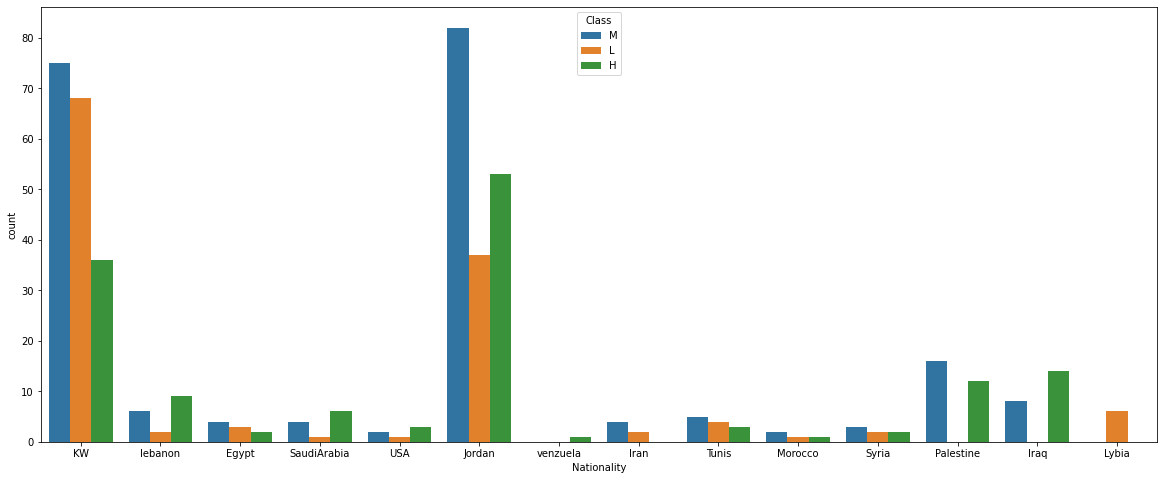 Class
M
L
H
80
70
60
50
40
30
20
10
0
count
KW lebanon Egypt SaudiArabia USA Jordan venzuela Iran Tunis Morocco Syria Palestine Iraq Lybia
Nationality